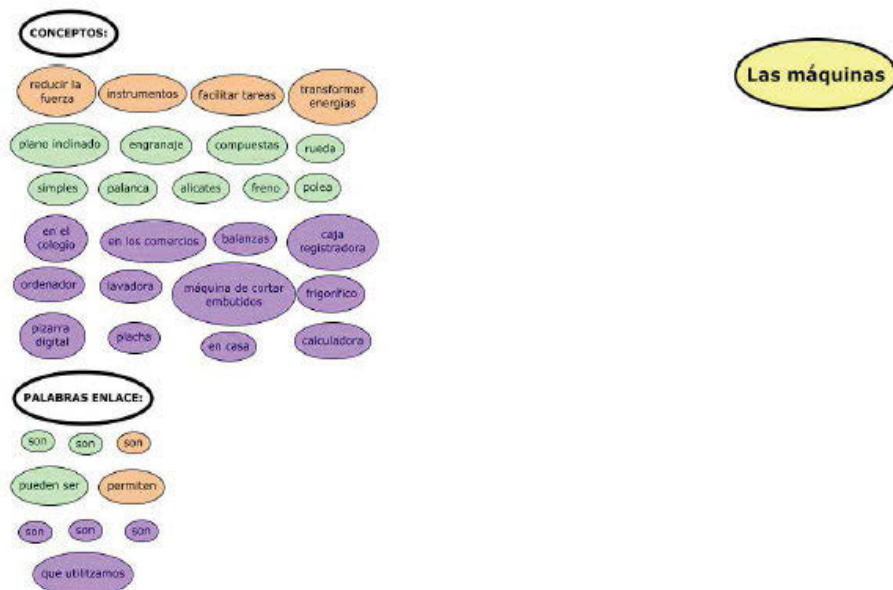 CONCEPTOS:
Las máquinas
reducir la
fuerza
instrumentos
facilitar tareas
transformar
energías
plano inclinado
engranaje
compuestas
rueda
simples
palanca
alicates
freno
polea
en el
colegio
en los comercios
balanzas
caja
registradora
ordenador
lavadora
máquina de cortar
embutidos
frigorífico
pizarra
digital
placha
en casa
calculadora
PALABRAS ENLACE:
son
son
son
pueden ser
permiten
son
son
son
que utilitzamos